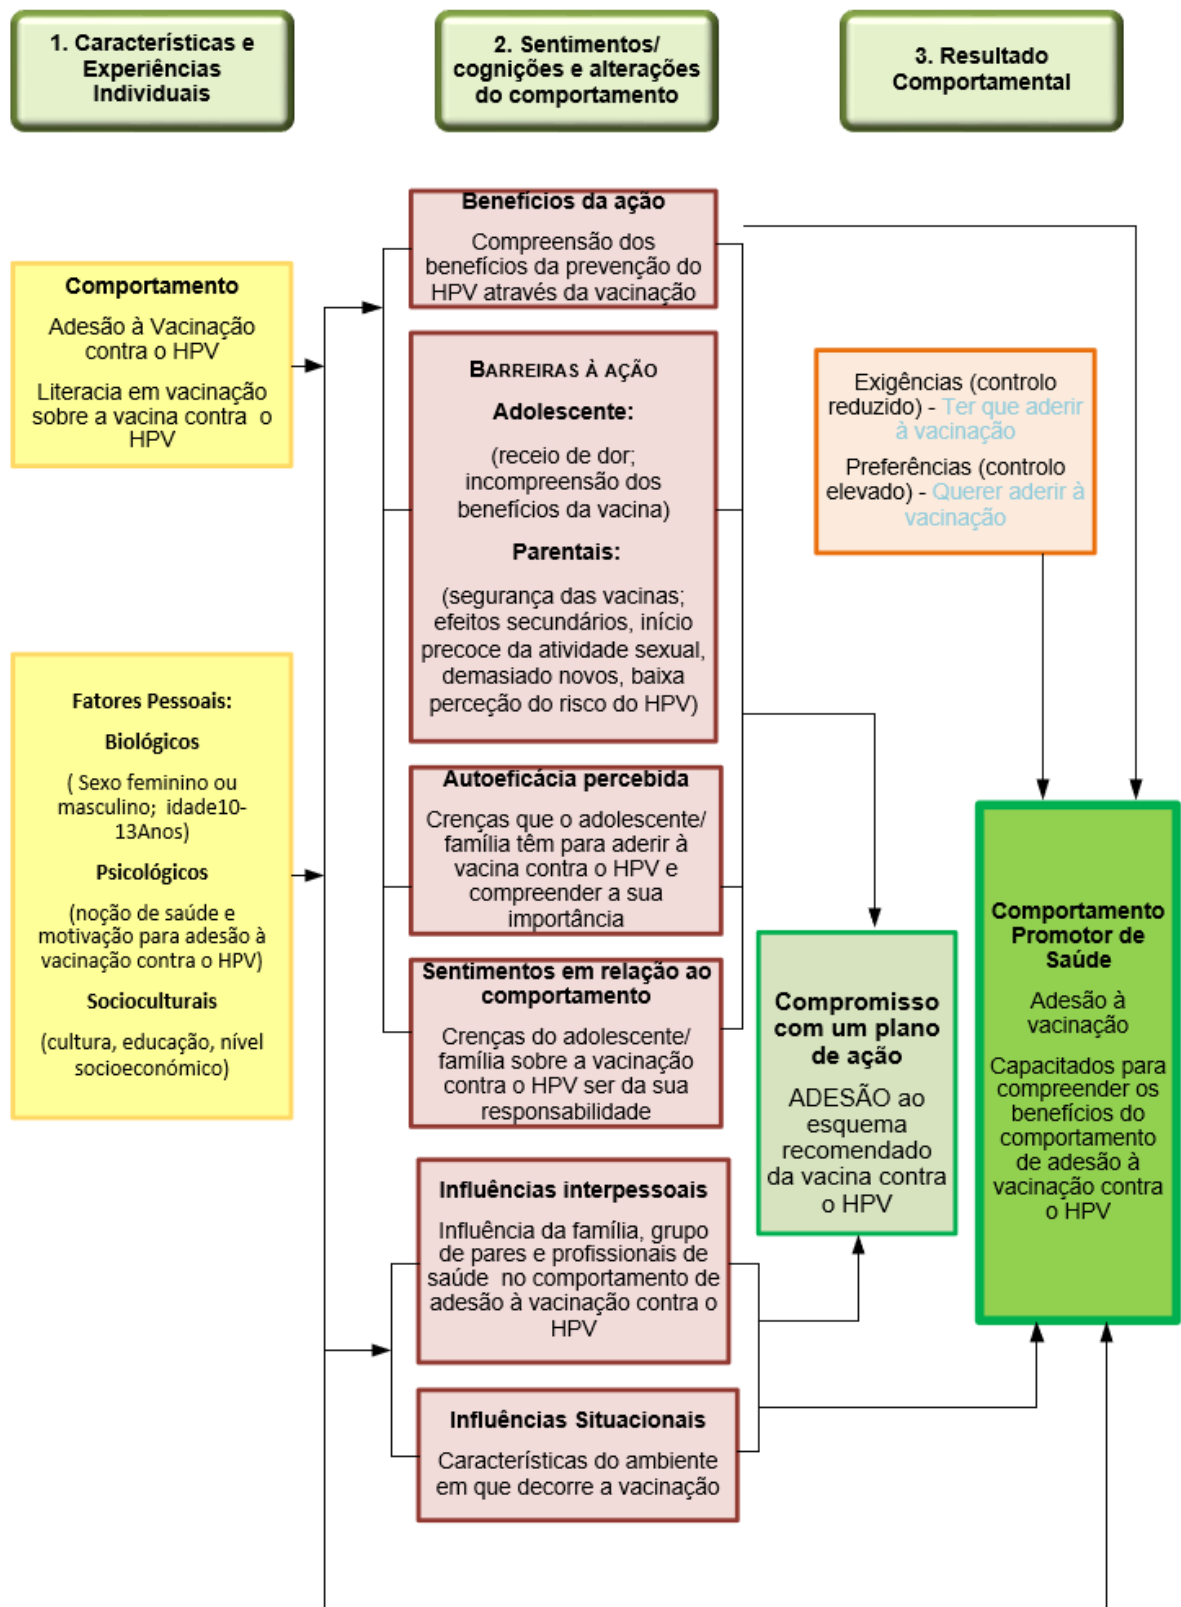 1. Características e
Experiências
Individuais
2. Sentimentos/
cognições e alterações
do comportamento
3. Resultado
Comportamental
Comportamento
Adesão à Vacinação
contra o HPV
Literacia em vacinação
sobre a vacina contra o
HPV
Fatores Pessoais:
Biológicos
( Sexo feminino ou
masculino; idade10-
13Anos)
Psicológicos
(noção de saúde e
motivação para adesão à
vacinação contra o HPV)
Socioculturais
(cultura, educação, nível
socioeconómico)
Benefícios da ação
Compreensão dos
benefícios da prevenção do
HPV através da vacinação
BARREIRAS À AÇÃO
Adolescente:
(receio de dor;
incompreensão dos
benefícios da vacina)
Parentais:
(segurança das vacinas;
efeitos secundários, início
precoce da atividade sexual,
demasiado novos, baixa
perceção do risco do HPV)
Autoeficácia percebida
Crenças que o adolescente/
família têm para aderir à
vacina contra o HPV e
compreender a sua
importância
Sentimentos em relação ao
comportamento
Crenças do adolescente/
família sobre a vacinação
contra o HPV ser da sua
responsabilidade
Influências interpessoais
Influência da família, grupo
de pares e profissionais de
saúde no comportamento de
adesão à vacinação contra o
HPV
Influências Situacionais
Características do ambiente
em que decorre a vacinação
Exigências (controlo
reduzido) - Ter que aderir
à vacinação
Preferências (controlo
elevado) - Querer aderir à
vacinação
Compromisso
com um plano
de ação
ADESÃO ao
esquema
recomendado
da vacina contra
o HPV
Comportamento
Promotor de
Saúde
Adesão à
vacinação
Capacitados para
compreender os
benefícios do
comportamento
de adesão à
vacinação contra
o HPV